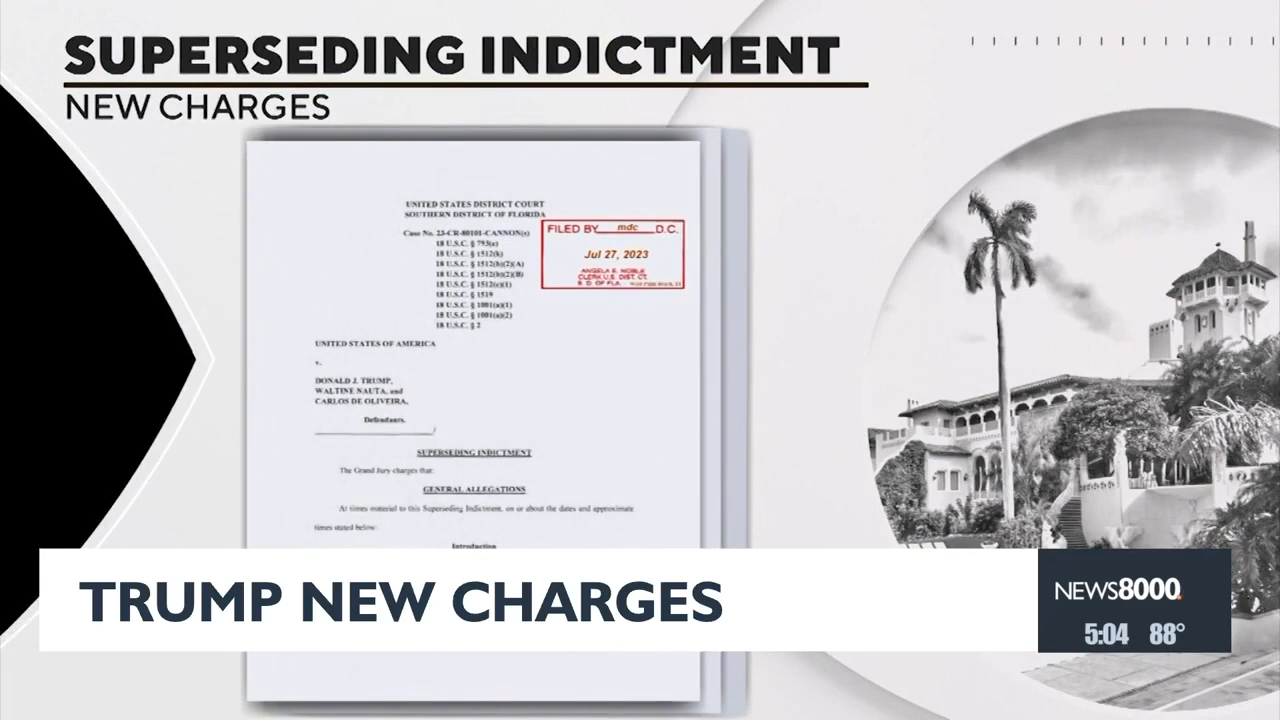 SUPERSEDING INDICTMENT
NEW CHARGES
UNITED STATES DISTRICT COURT
SOUTHERN DISTRICT OF FLORIDA
Case No. 23-CR-80101-CANNON(s)
18 U.S.C. § 793(e)
18 U.S.C. § 1512(k)
18 U.S.C. § 1512(b)(2)(A)
18 U.S.C. § 1512(b)(2)(B)
18 U.S.C. § 1512(c)(1)
18 U.S.C. § 1519
18 U.S.C. § 1001(a)(1)
18 U.S.C. § 1001(a)(2)
18 U.S.C. § 2
FILED BY mdc D.C.
Jul 27, 2023
ANGELA E. NOBLE
CLERK U.S. DIST. CT.
S. D. OF FLA.
UNITED STATES OF AMERICA
v.
DONALD J. TRUMP,
WALTINE NAUTA, and
CARLOS DE OLIVEIRA,
Defendants.
/
SUPERSEDING INDICTMENT
The Grand Jury charges that:
GENERAL ALLEGATIONS
At times material to this Superseding Indictment, on or about the dates and approximate
times stated below:
Introduction
TRUMP NEW CHARGES
NEWS8000.
5:04 88°